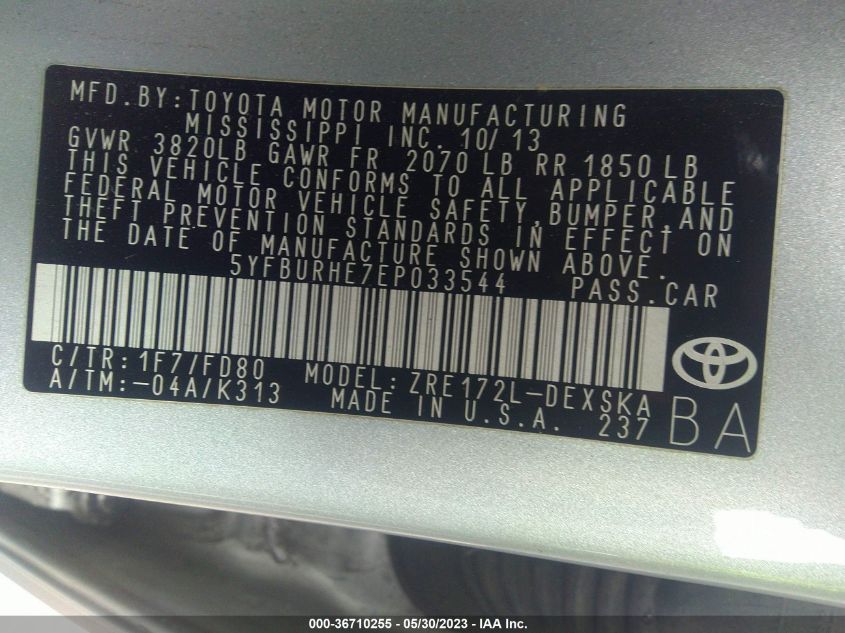 MFD.BY:TOYOTA MOTOR MANUFACTURING
MISSISSIPPI INC. 10/13
GVWR 3820LB GAWR FR 2070 LB RR 1850 LB
THIS VEHICLE CONFORMS TO ALL APPLICABLE
FEDERAL MOTOR VEHICLE SAFETY,BUMPER,AND
THEFT PREVENTION STANDARDS IN EFFECT ON
THE DATE OF MANUFACTURE SHOWN ABOVE.
5YFBURHE7EP033544 PASS.CAR
C/TR:1F7/FD80 MODEL:ZRE172L-DEXSKA
A/TM:-04A/K313 MADE IN U.S.A. 237
BA
000-36710255 - 05/30/2023 - IAA Inc.